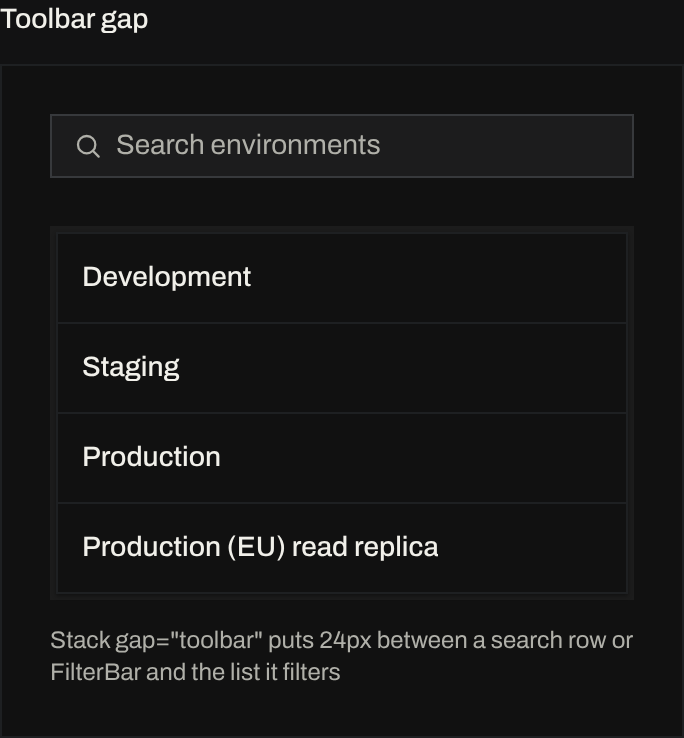 Toolbar gap
Search environments
Development
Staging
Production
Production (EU) read replica
Stack gap="toolbar" puts 24px between a search row or
FilterBar and the list it filters